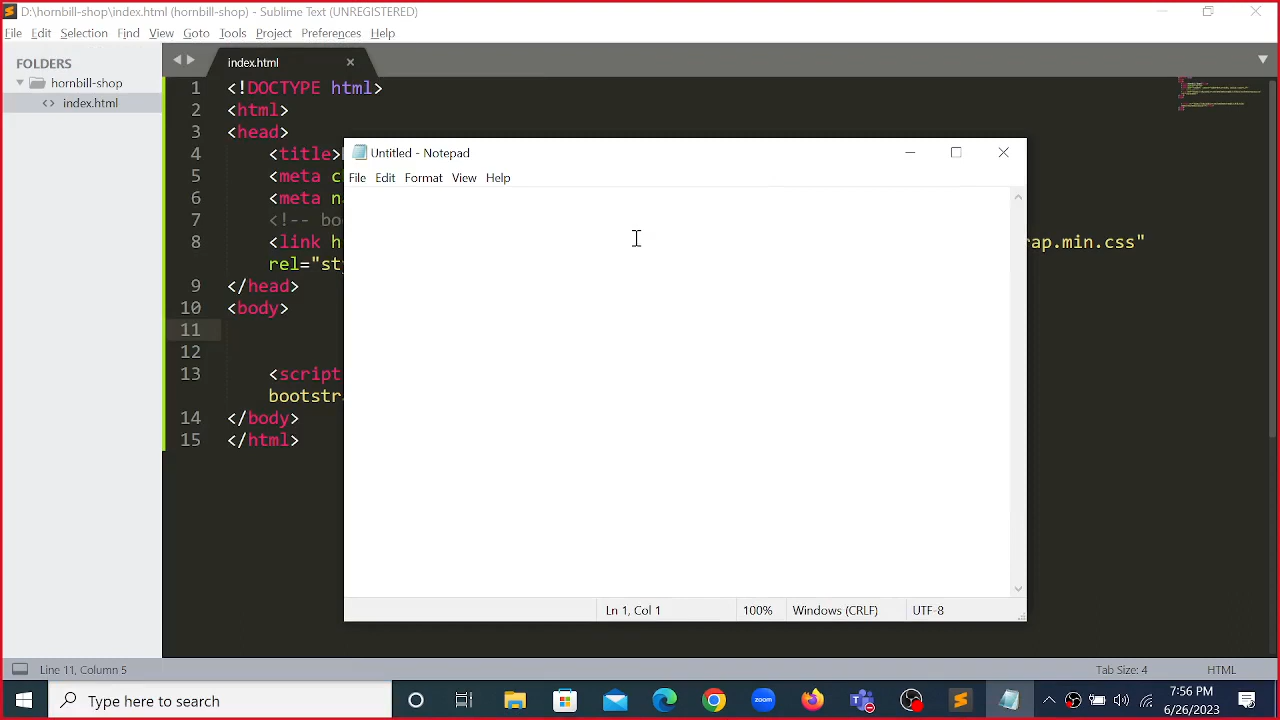 D:\hornbill-shop\index.html (hornbill-shop) - Sublime Text (UNREGISTERED)
File Edit Selection Find View Goto Tools Project Preferences Help
FOLDERS
hornbill-shop
index.html
index.html
1 <!DOCTYPE html>
2 <html>
3 <head>
4 <title>
5 <meta c
6 <meta n
7 <!-- bo
8 <link h rap.min.css"
rel="st
9 </head>
10 <body>
11
12
13 <script
bootstr
14 </body>
15 </html>
Untitled - Notepad
File Edit Format View Help
Ln 1, Col 1 100% Windows (CRLF) UTF-8
Line 11, Column 5 Tab Size: 4 HTML
Type here to search
zoom
7:56 PM
6/26/2023